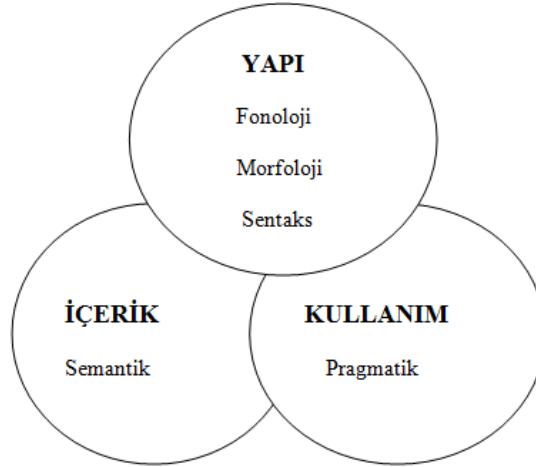 YAPI
Fonoloji
Morfoloji
Sentaks
İÇERİK
Semantik
KULLANIM
Pragmatik